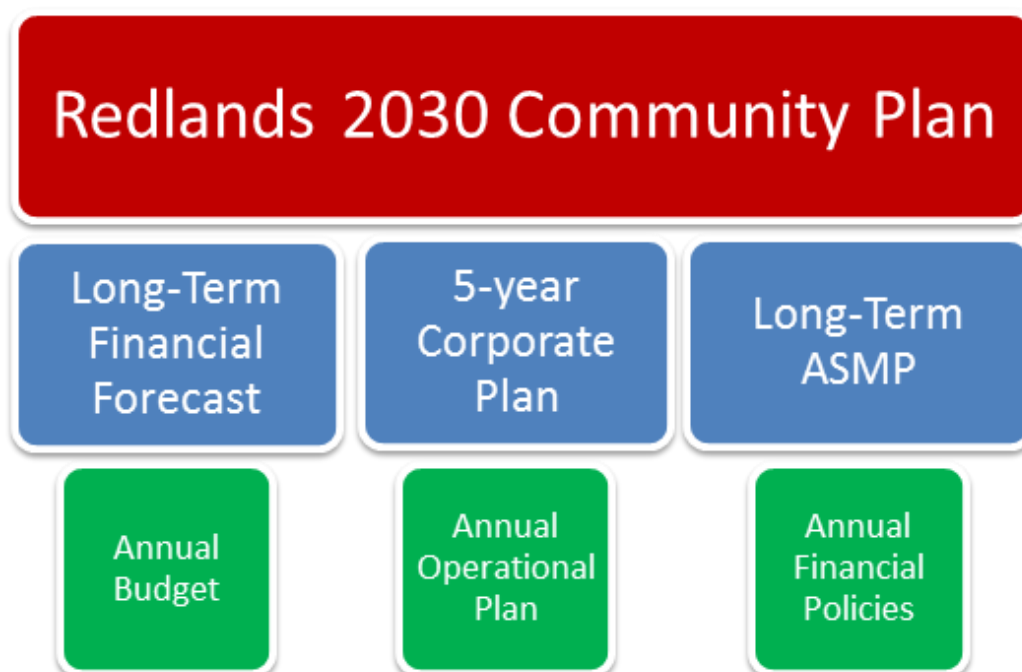 Redlands 2030 Community Plan
Long-Term
Financial
Forecast
5-year
Corporate
Plan
Long-Term
ASMP
Annual
Budget
Annual
Operational
Plan
Annual
Financial
Policies